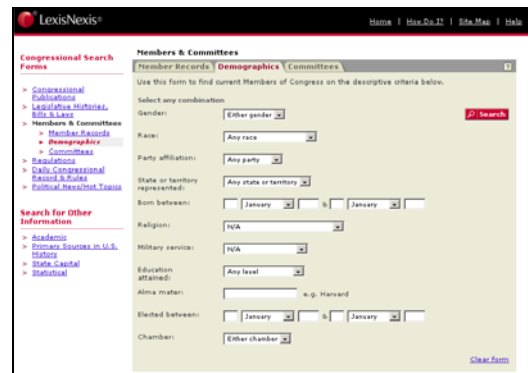 LexisNexis®
Home | How Do I? | Site Map | Help
Congressional Search
Forms
> Congressional
Publications
> Legislative Histories,
Bills & Laws
> Members & Committees
> Member Records
> Demographics
> Committees
> Regulations
> Daily Congressional
Record & Rules
> Political News/Hot Topics
Search for Other
Information
> Academic
> Primary Sources in U.S.
History
> State Capital
> Statistical
Members & Committees
Member Records Demographics Committees ?
Use this form to find current Members of Congress on the descriptive criteria below.
Select any combination
Gender: Either gender Search
Race: Any race
Party affiliation: Any party
State or territory
represented: Any state or territory
Born between: January & January
Religion: N/A
Military service: N/A
Education
attained: Any level
Alma mater: e.g. Harvard
Elected between: January & January
Chamber: Either chamber
Clear form